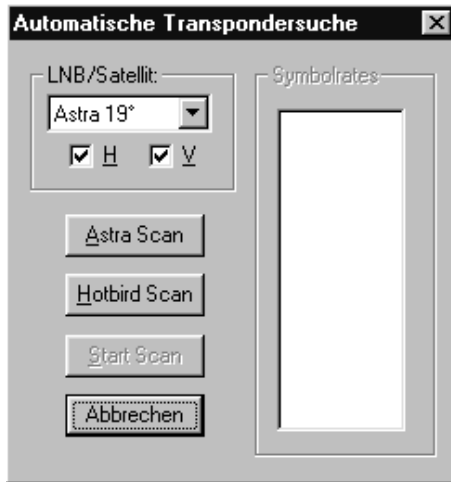 Automatische Transpondersuche
LNB/Satellit:
Astra 19°
H V
Astra Scan
Hotbird Scan
Start Scan
Abbrechen
Symbolrates